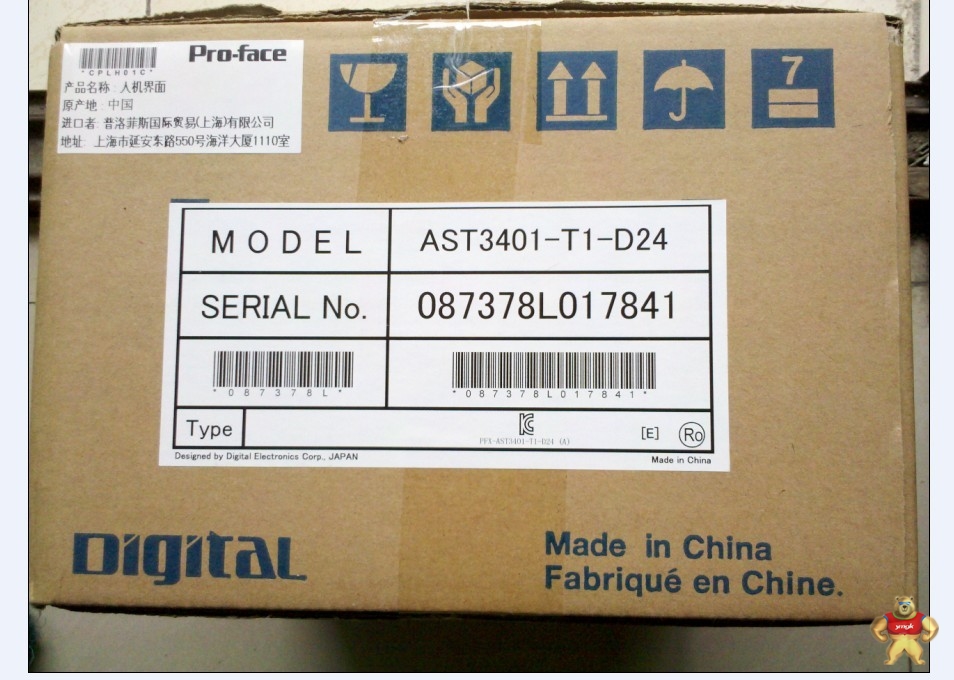 *CPLH01C*
Pro-face
产品名称：人机界面
原产地：中国
进口者：普洛菲斯国际贸易(上海)有限公司
地址：上海市延安东路550号海洋大厦1110室
7
MODEL
AST3401-T1-D24
SERIAL No.
087378L017841
*087378L*
*087378L017841*
Type
PFX-AST3401-T1-D24 (A)
[E]
Ro
Designed by Digital Electronics Corp., JAPAN
Made in China
Digital
Made in China
Fabriqué en Chine.
ymgk